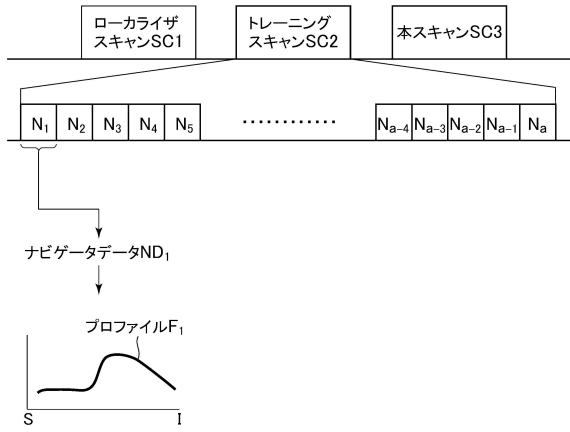 ローカライザ
スキャンSC1
トレーニング
スキャンSC2
本スキャンSC3
N1 N2 N3 N4 N5 ………… Na-4 Na-3 Na-2 Na-1 Na
ナビゲータデータND1
プロファイルF1
S I